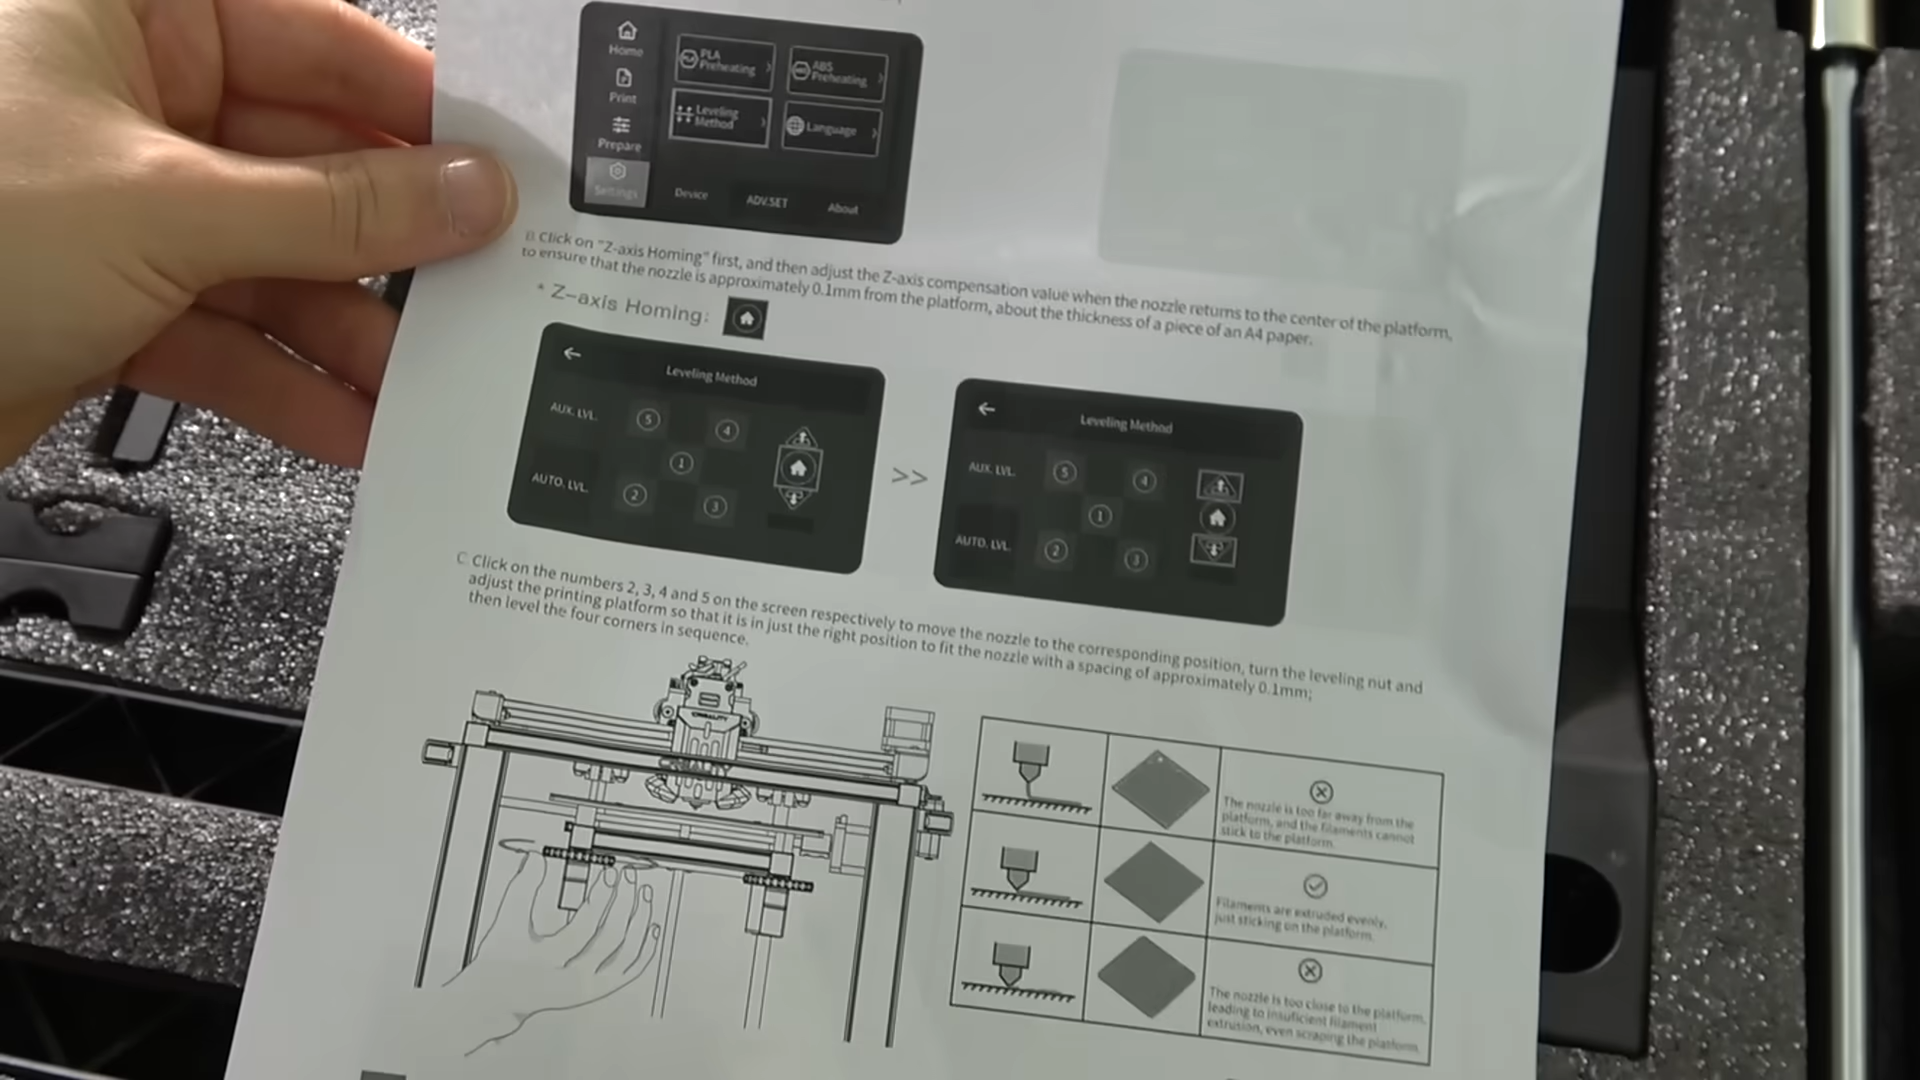 Home
PLA
Preheating
ABS
Preheating
Print
Leveling
Method
Language
Prepare
Settings
Device
ADV.SET
About
B. Click on "Z-axis Homing" first, and then adjust the Z-axis compensation value when the nozzle returns to the center of the platform,
to ensure that the nozzle is approximately 0.1mm from the platform, about the thickness of a piece of an A4 paper.
* Z-axis Homing:
Leveling Method
AUX. LVL.
5
4
1
AUTO. LVL.
2
3
>>
Leveling Method
AUX. LVL.
5
4
1
AUTO. LVL.
2
3
C. Click on the numbers 2, 3, 4 and 5 on the screen respectively to move the nozzle to the corresponding position, turn the leveling nut and
adjust the printing platform so that it is in just the right position to fit the nozzle with a spacing of approximately 0.1mm;
then level the four corners in sequence.
CREALITY
CREALITY
The nozzle is too far away from the
platform, and the filaments cannot
stick to the platform.
Filaments are extruded evenly,
just sticking on the platform.
The nozzle is too close to the platform,
leading to insufficient filament
extrusion, even scraping the platform.